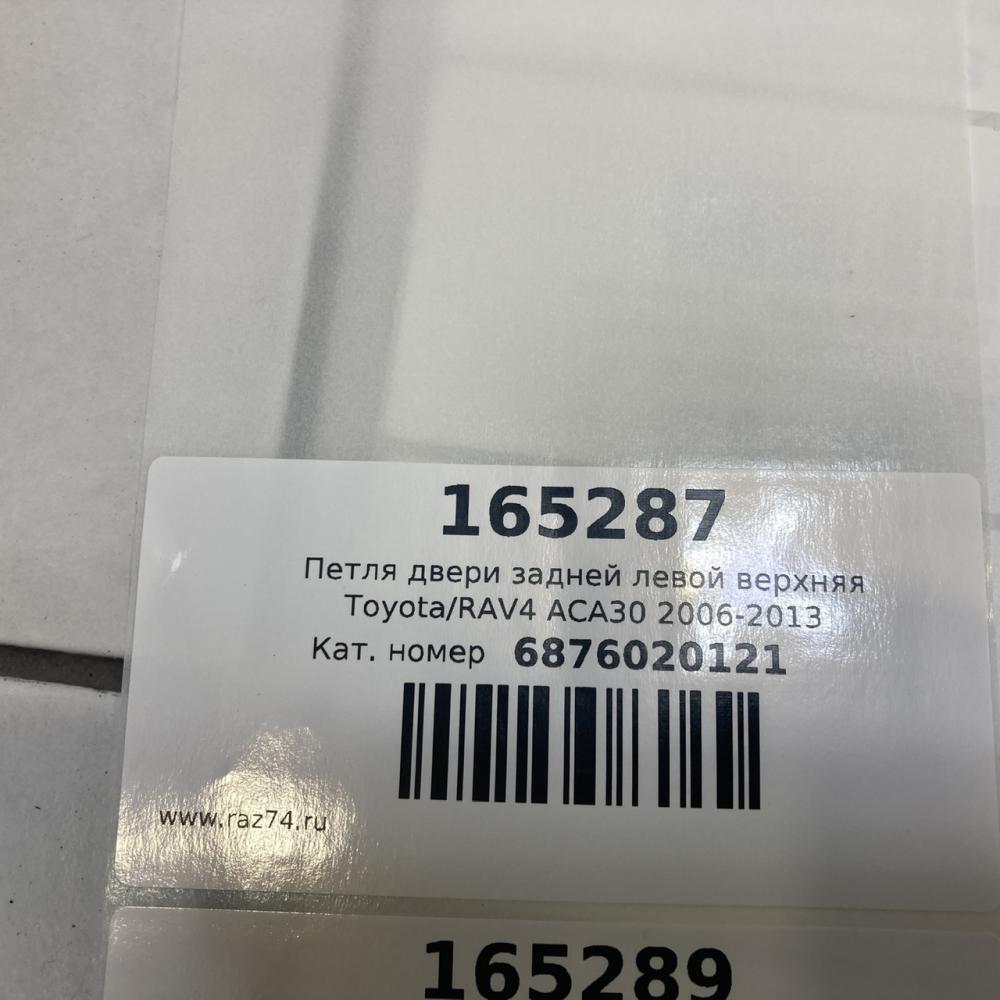 165287
Петля двери задней левой верхняя
Toyota/RAV4 ACA30 2006-2013
Кат. номер 6876020121
www.raz74.ru
165289